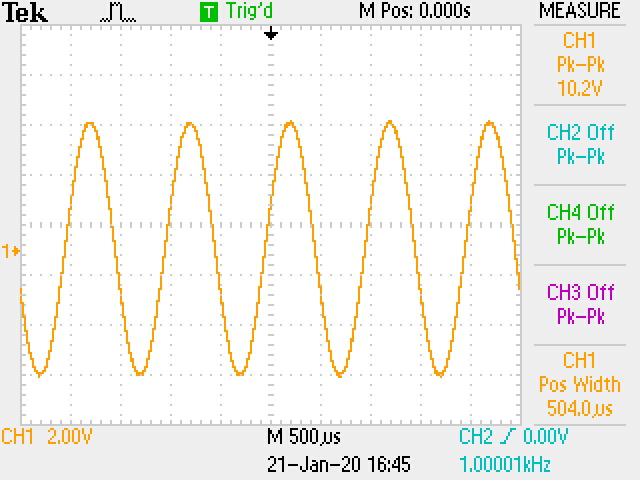 Tek T Trig'd M Pos: 0.000s MEASURE
CH1
Pk-Pk
10.2V
CH2 Off
Pk-Pk
CH4 Off
Pk-Pk
CH3 Off
Pk-Pk
CH1
Pos Width
504.0µs
1
CH1 2.00V M 500µs CH2 0.00V
21-Jan-20 16:45 1.00001kHz